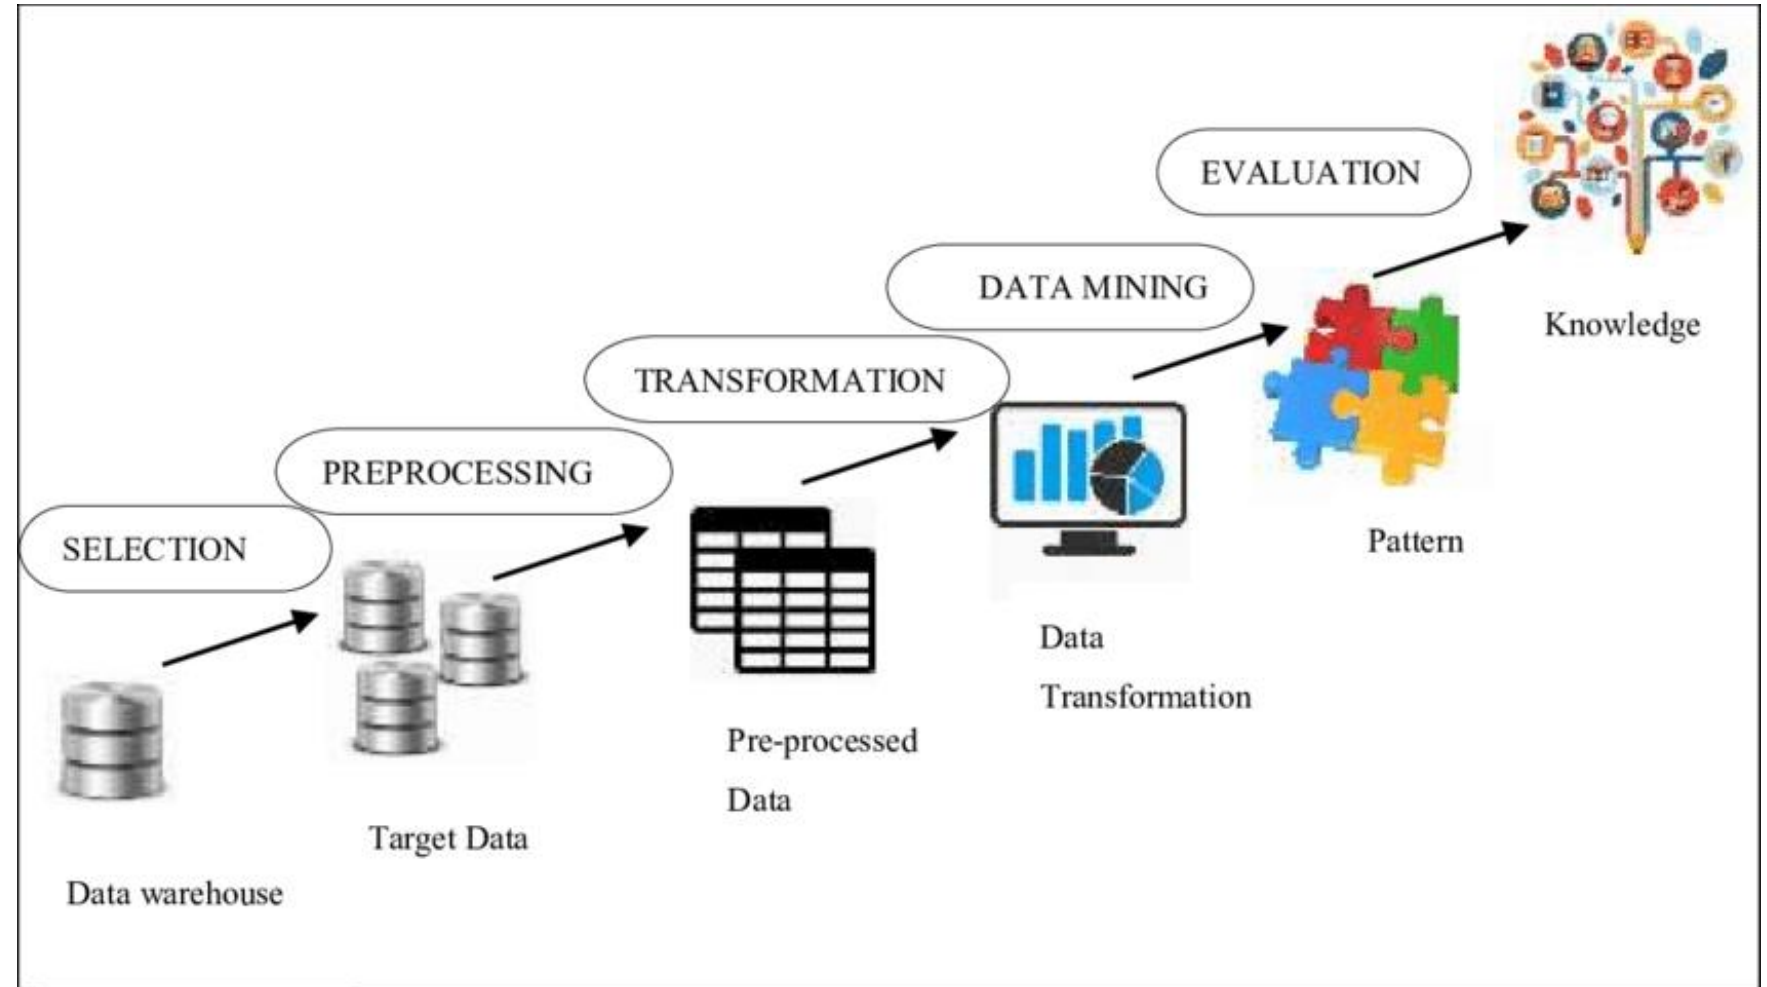 EVALUATION
DATA MINING
Knowledge
TRANSFORMATION
PREPROCESSING
Pattern
SELECTION
Data
Transformation
Pre-processed
Data
Target Data
Data warehouse